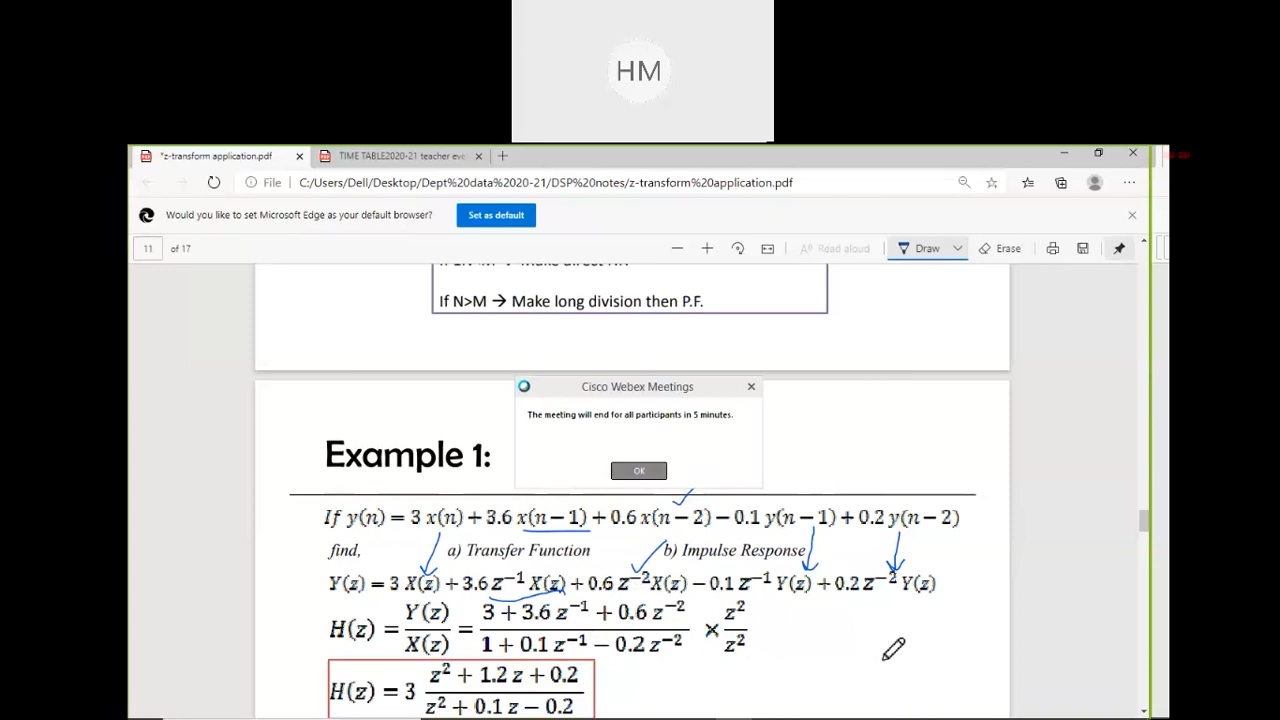 HM
*z-transform application.pdf
TIME TABLE2020-21 teacher eve
File C:/Users/Dell/Desktop/Dept%20data%2020-21/DSP%20notes/z-transform%20application.pdf
Would you like to set Microsoft Edge as your default browser? Set as default
11 of 17 Read aloud Draw Erase
If N>M → Make long division then P.F.
Cisco Webex Meetings
The meeting will end for all participants in 5 minutes.
OK
Example 1:
If y(n) = 3 x(n) + 3.6 x(n − 1) + 0.6 x(n − 2) − 0.1 y(n − 1) + 0.2 y(n − 2)
find, a) Transfer Function b) Impulse Response
Y(z) = 3 X(z) + 3.6 z⁻¹ X(z) + 0.6 z⁻² X(z) − 0.1 z⁻¹ Y(z) + 0.2 z⁻² Y(z)
H(z) = Y(z)/X(z) = (3 + 3.6 z⁻¹ + 0.6 z⁻²)/(1 + 0.1 z⁻¹ − 0.2 z⁻²) × z²/z²
H(z) = 3 (z² + 1.2 z + 0.2)/(z² + 0.1 z − 0.2)